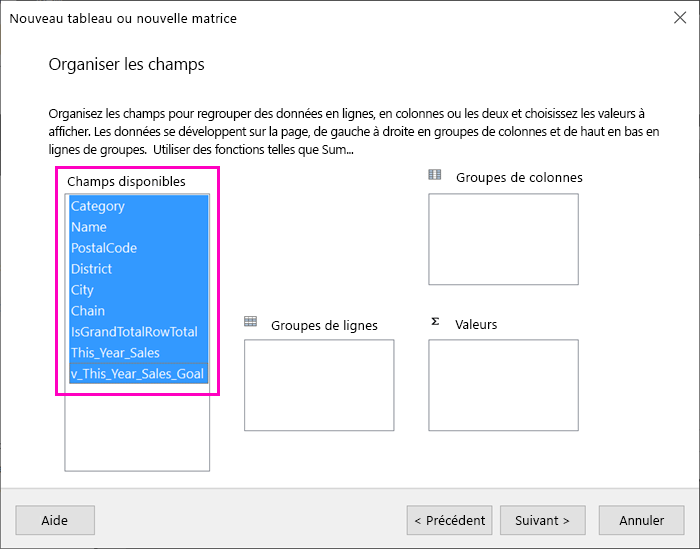 Nouveau tableau ou nouvelle matrice
Organiser les champs
Organisez les champs pour regrouper des données en lignes, en colonnes ou les deux et choisissez les valeurs à
afficher. Les données se développent sur la page, de gauche à droite en groupes de colonnes et de haut en bas en
lignes de groupes. Utiliser des fonctions telles que Sum...
Champs disponibles
Category
Name
PostalCode
District
City
Chain
IsGrandTotalRowTotal
This_Year_Sales
v_This_Year_Sales_Goal
Groupes de colonnes
Groupes de lignes
Σ Valeurs
Aide
< Précédent
Suivant >
Annuler